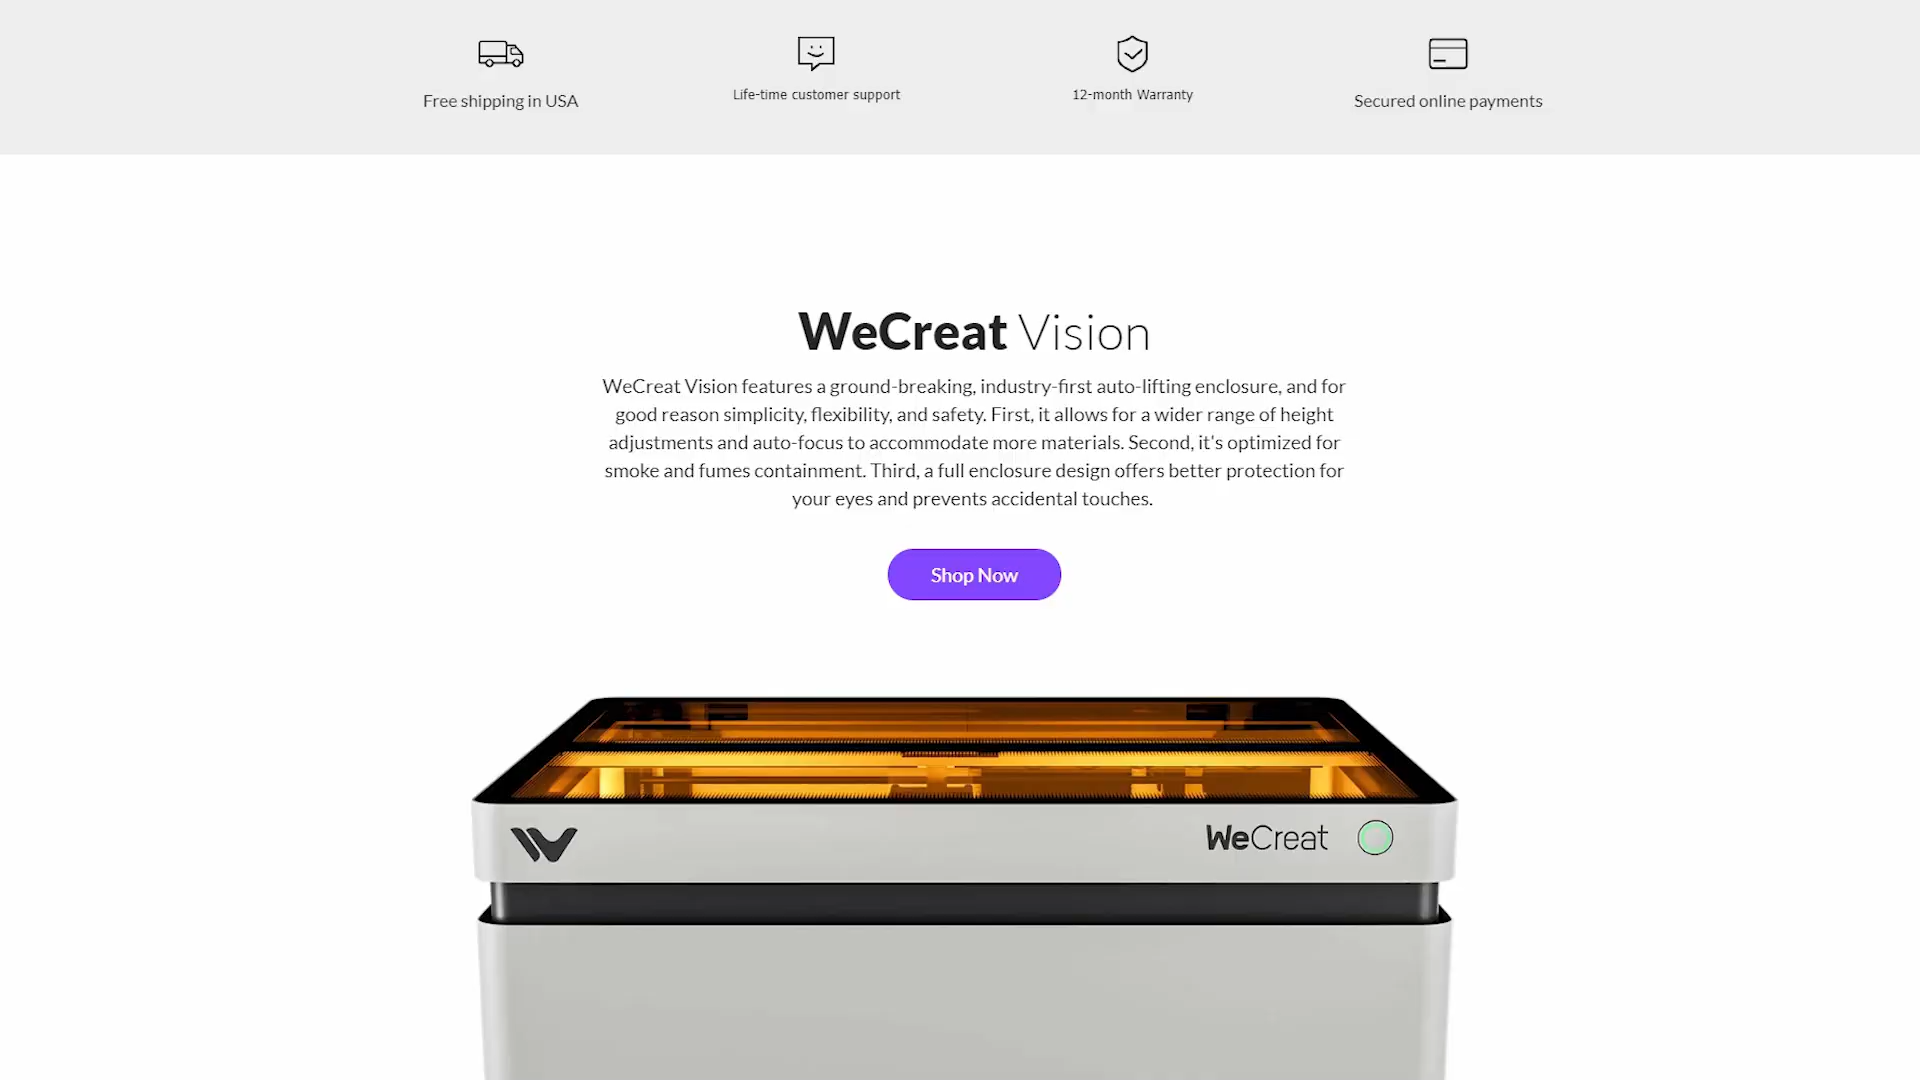 Free shipping in USA
Life-time customer support
12-month Warranty
Secured online payments
WeCreat Vision
WeCreat Vision features a ground-breaking, industry-first auto-lifting enclosure, and for
good reason simplicity, flexibility, and safety. First, it allows for a wider range of height
adjustments and auto-focus to accommodate more materials. Second, it's optimized for
smoke and fumes containment. Third, a full enclosure design offers better protection for
your eyes and prevents accidental touches.
Shop Now
WeCreat